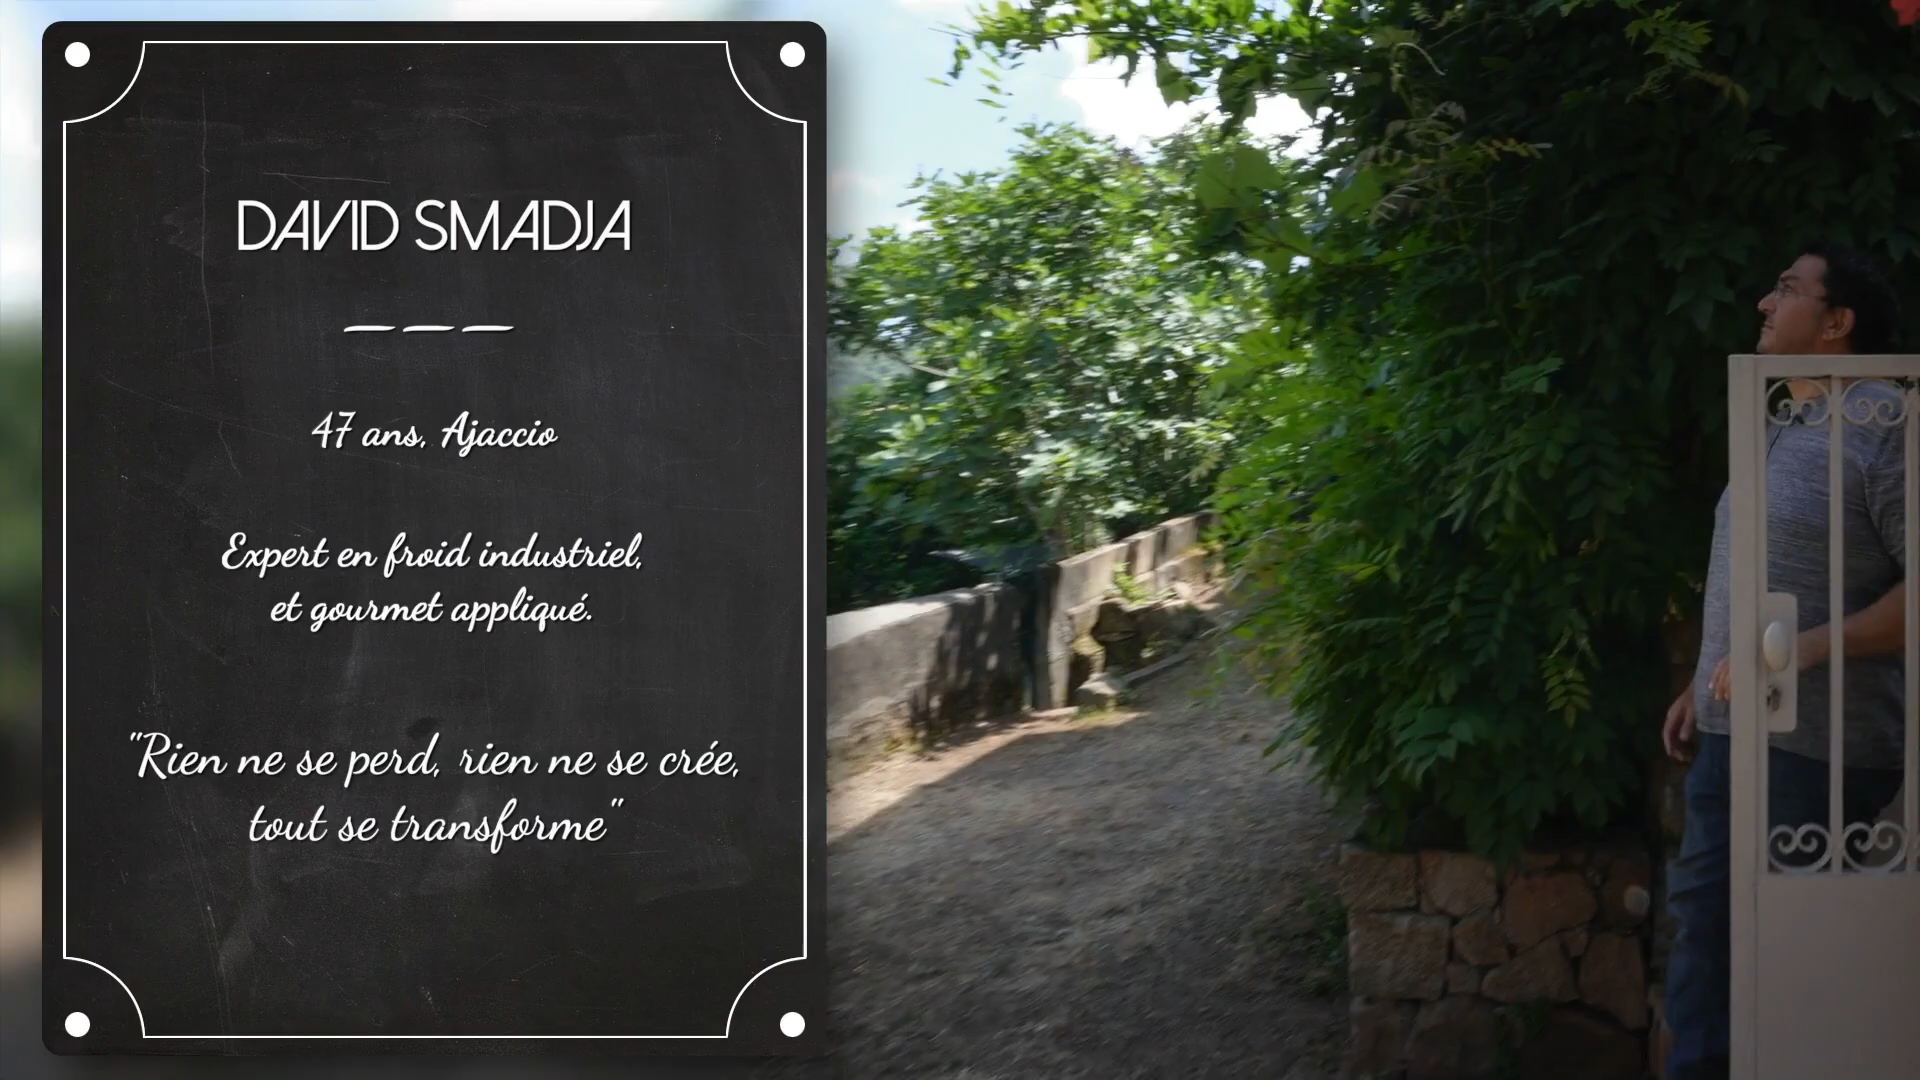 DAVID SMADJA
47 ans, Ajaccio
Expert en froid industriel,
et gourmet appliqué.
"Rien ne se perd, rien ne se crée,
tout se transforme"